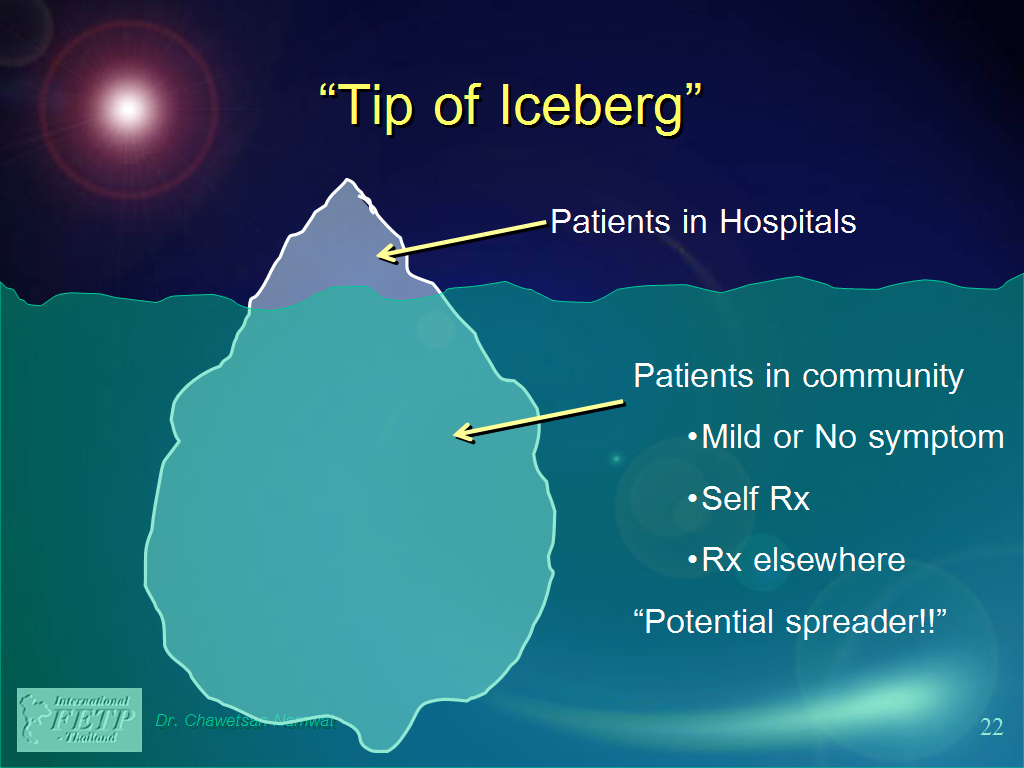 “Tip of Iceberg”
Patients in Hospitals
Patients in community
•Mild or No symptom
•Self Rx
•Rx elsewhere
“Potential spreader!!”
International
FETP
-Thailand
Dr. Chawetsan Namwat
22